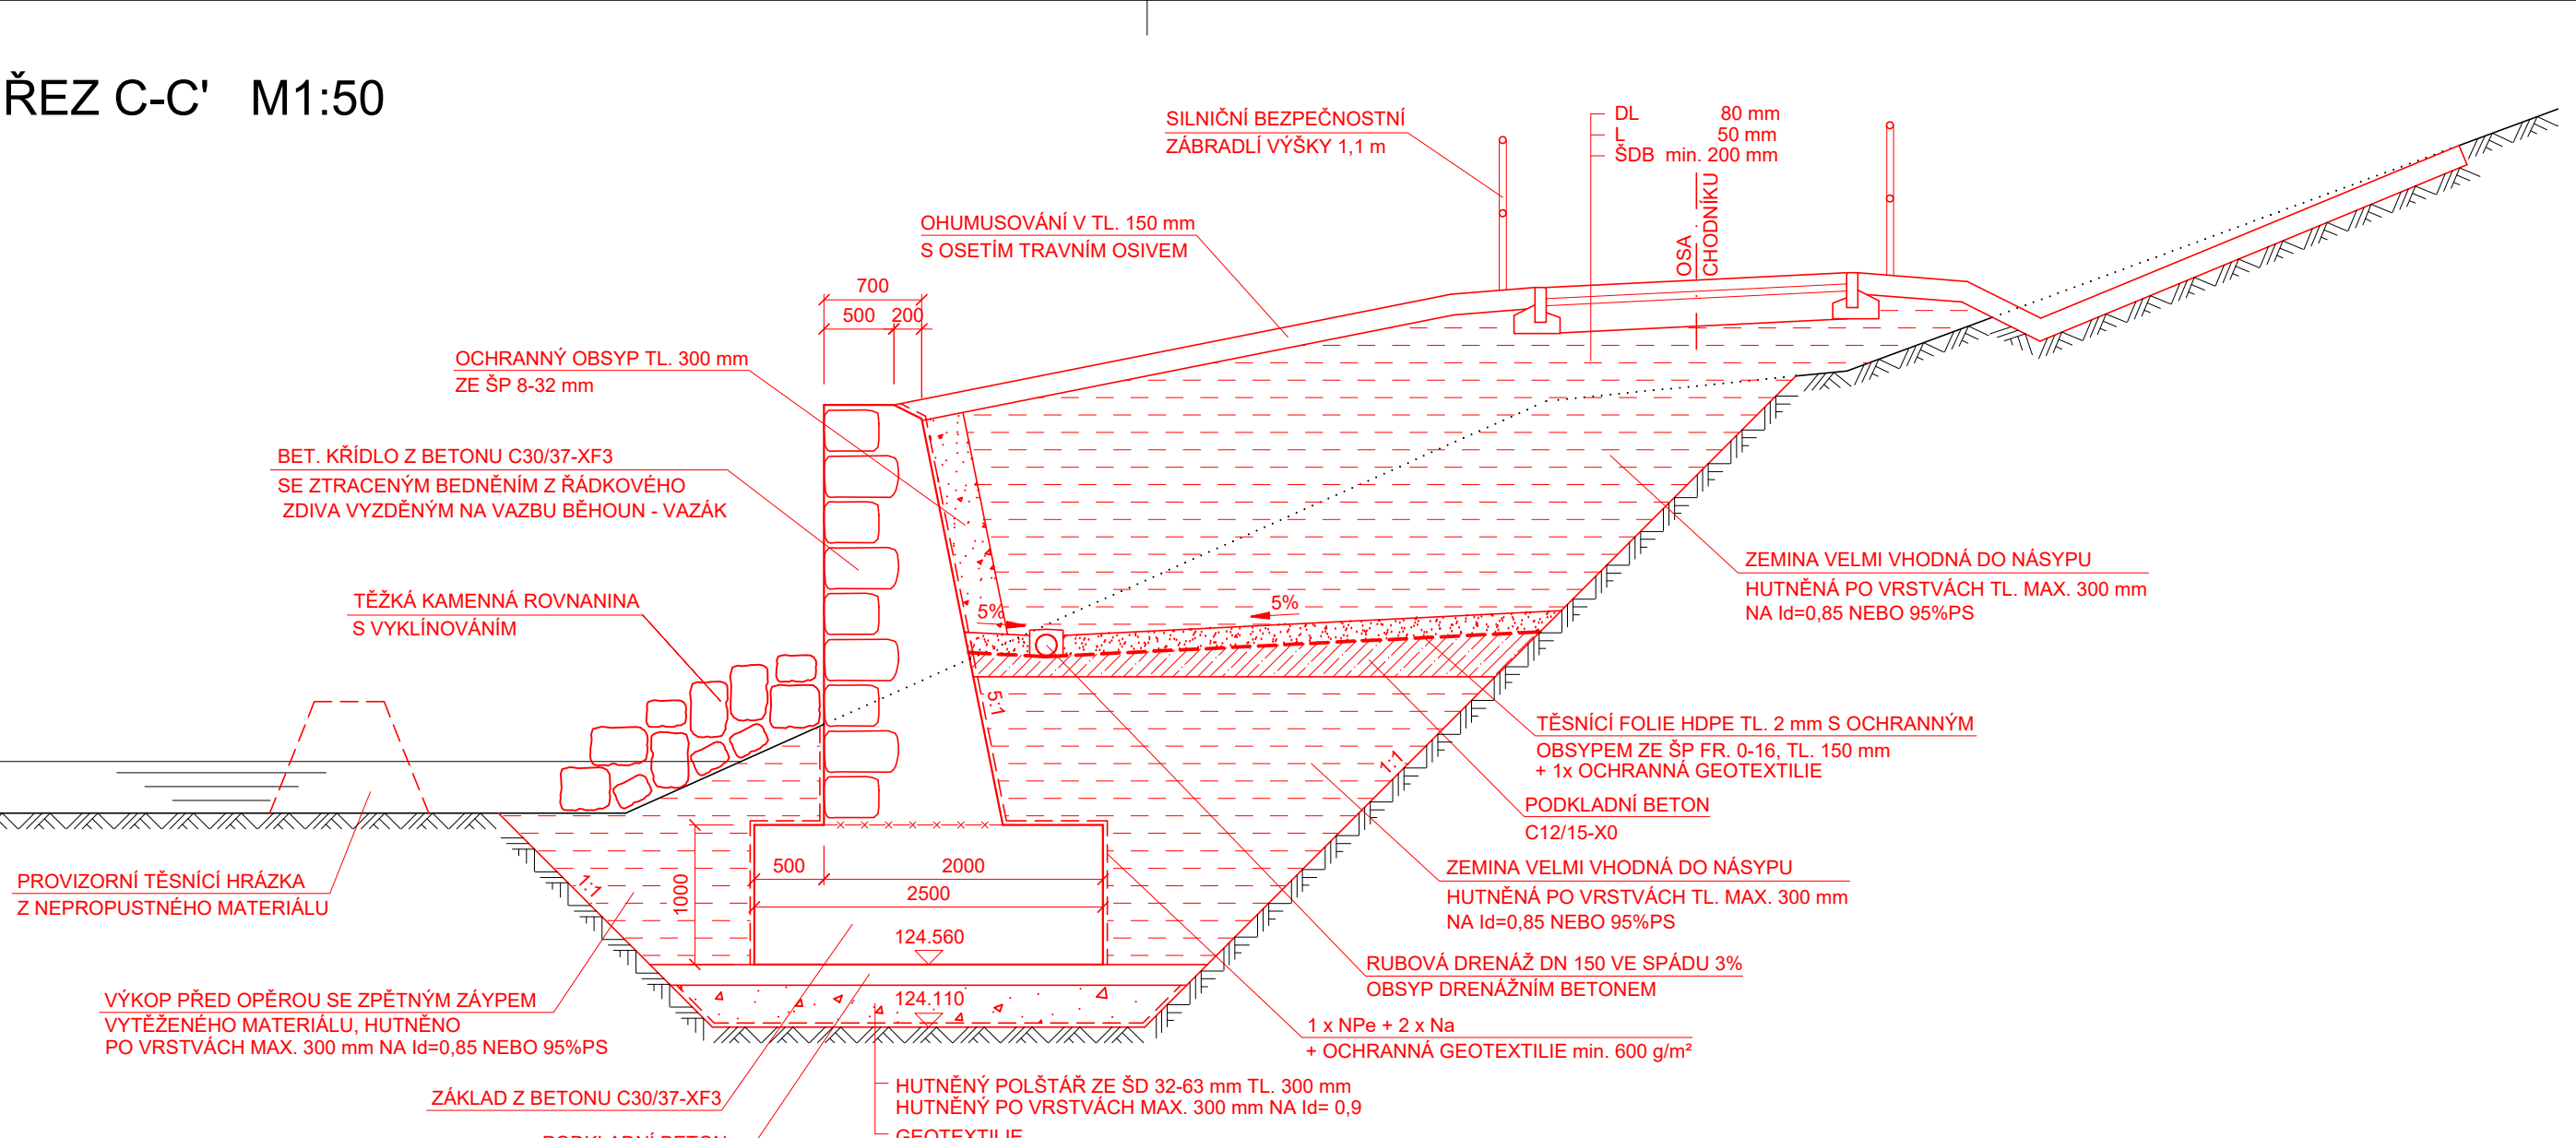 ŘEZ C-C' M1:50
SILNIČNÍ BEZPEČNOSTNÍ
ZÁBRADLÍ VÝŠKY 1,1 m
DL 80 mm
L 50 mm
ŠDB min. 200 mm
OSA
CHODNÍKU
OHUMUSOVÁNÍ V TL. 150 mm
S OSETÍM TRAVNÍM OSIVEM
700
500 200
OCHRANNÝ OBSYP TL. 300 mm
ZE ŠP 8-32 mm
BET. KŘÍDLO Z BETONU C30/37-XF3
SE ZTRACENÝM BEDNĚNÍM Z ŘÁDKOVÉHO
ZDIVA VYZDĚNÝM NA VAZBU BĚHOUN - VAZÁK
TĚŽKÁ KAMENNÁ ROVNANINA
S VYKLÍNOVÁNÍM
ZEMINA VELMI VHODNÁ DO NÁSYPU
HUTNĚNÁ PO VRSTVÁCH TL. MAX. 300 mm
NA Id=0,85 NEBO 95%PS
5%
5%
5:1
1:1
TĚSNÍCÍ FOLIE HDPE TL. 2 mm S OCHRANNÝM
OBSYPEM ZE ŠP FR. 0-16, TL. 150 mm
+ 1x OCHRANNÁ GEOTEXTILIE
PODKLADNÍ BETON
C12/15-X0
ZEMINA VELMI VHODNÁ DO NÁSYPU
HUTNĚNÁ PO VRSTVÁCH TL. MAX. 300 mm
NA Id=0,85 NEBO 95%PS
PROVIZORNÍ TĚSNÍCÍ HRÁZKA
Z NEPROPUSTNÉHO MATERIÁLU
1:1
1000
500 2000
2500
124.560
124.110
RUBOVÁ DRENÁŽ DN 150 VE SPÁDU 3%
OBSYP DRENÁŽNÍM BETONEM
VÝKOP PŘED OPĚROU SE ZPĚTNÝM ZÁYPEM
VYTĚŽENÉHO MATERIÁLU, HUTNĚNO
PO VRSTVÁCH MAX. 300 mm NA Id=0,85 NEBO 95%PS
1 x NPe + 2 x Na
+ OCHRANNÁ GEOTEXTILIE min. 600 g/m²
ZÁKLAD Z BETONU C30/37-XF3
HUTNĚNÝ POLŠTÁŘ ZE ŠD 32-63 mm TL. 300 mm
HUTNĚNÝ PO VRSTVÁCH MAX. 300 mm NA Id= 0,9
GEOTEXTILIE
PODKLADNÍ BETON